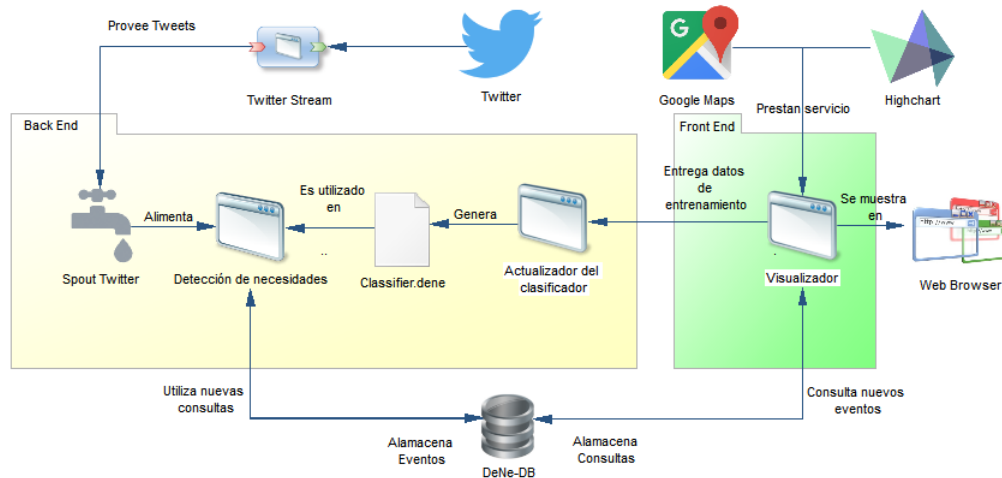 Provee Tweets
Twitter Stream
Twitter
G
Google Maps
Highchart
Prestan servicio
Back End
Front End
Spout Twitter
Alimenta
Detección de necesidades
Es utilizado
en
..
Classifier.dene
Genera
Actualizador del
clasificador
Entrega datos
de
entrenamiento
.
Visualizador
Se muestra
en
Web Browser
Utiliza nuevas
consultas
Alamacena
Eventos
DeNe-DB
Alamacena
Consultas
Consulta nuevos
eventos